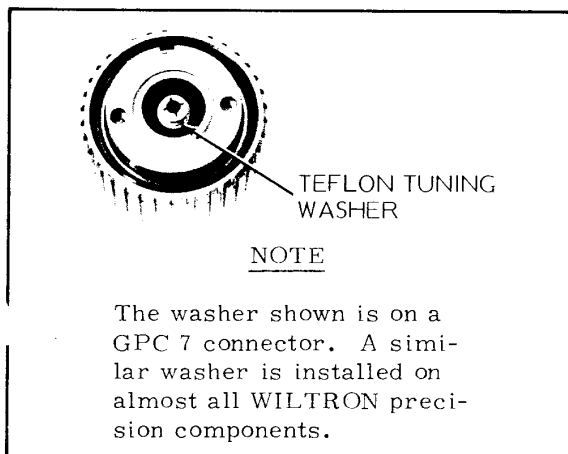 TEFLON TUNING
WASHER
NOTE
The washer shown is on a
GPC 7 connector. A simi-
lar washer is installed on
almost all WILTRON preci-
sion components.